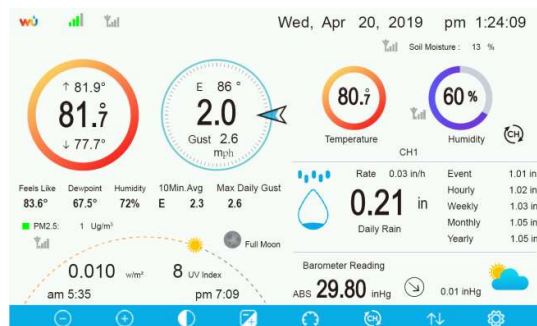 wu
Wed, Apr 20, 2019 pm 1:24:09
Soil Moisture : 13 %
↑ 81.9°
81.7°
↓ 77.7°
E 86 °
2.0
Gust 2.6
mph
80.7°
Temperature
60 %
Humidity
CH
CH1
Feels Like Dewpoint Humidity 10Min.Avg Max Daily Gust
83.6° 67.5° 72% E 2.3 2.6
PM2.5: 1 Ug/m³
Full Moon
0.010 w/m² 8 UV Index
am 5:35 pm 7:09
Rate 0.03 in/h
0.21 in
Daily Rain
Event 1.01 in
Hourly 1.02 in
Weekly 1.03 in
Monthly 1.05 in
Yearly 1.05 in
Barometer Reading
ABS 29.80 inHg 0.01 inHg
CH